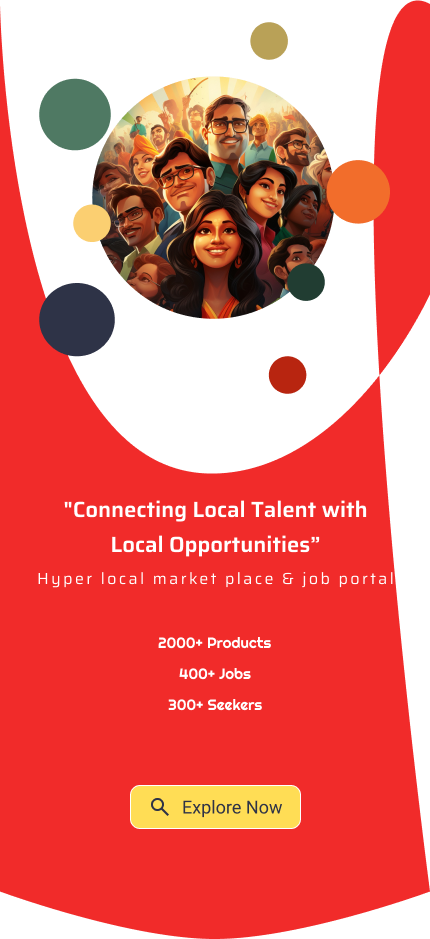 "Connecting Local Talent with
Local Opportunities”
Hyper local market place & job portal
2000+ Products
400+ Jobs
300+ Seekers
Explore Now